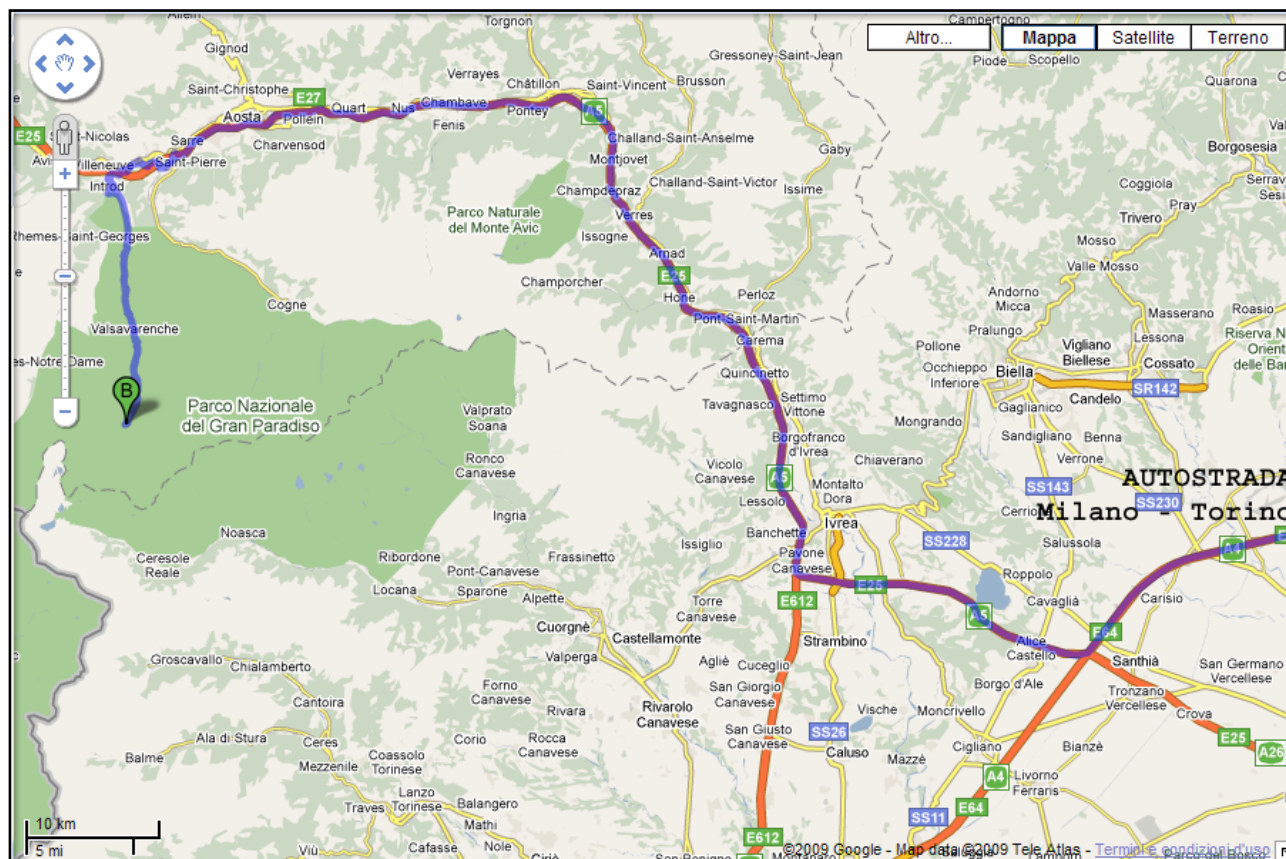 Allein
Torgnon
Campertogno
Altro...
Mappa
Satellite
Terreno
Gignod
Gressoney-Saint-Jean
Piode
Scopello
Verrayes
Châtillon
Saint-Vincent
Brusson
Quarona
Saint-Christophe
E27
Quart
Nus
Chambave
Pontey
A5
Aosta
Pollein
Fenis
E25
Saint-Nicolas
Sarre
Charvensod
Challand-Saint-Anselme
Gaby
Borgosesia
Villeneuve
Saint-Pierre
Montjovet
Introd
Champdepraz
Challand-Saint-Victor
Issime
Coggiola
Pray
Trivero
Parco Naturale
del Monte Avic
Verres
Issogne
Rhemes-Saint-Georges
Mosso
Valle Mosso
Arnad
E25
Champorcher
Hone
Perloz
Andorno
Micca
Cogne
Pont-Saint-Martin
Masserano
Roasio
Valsavarenche
Carema
Pralungo
Pollone
Vigliano
Biellese
Lessona
Riserva N
Orient
delle Bar
es-Notre-Dame
Occhieppo
Inferiore
Biella
Cossato
Quincinetto
SR142
B
Parco Nazionale
del Gran Paradiso
Tavagnasco
Settimo
Vittone
Candelo
Gaglianico
Valprato
Soana
Mongrando
Borgofranco
d'Ivrea
Sandigliano
Benna
Ronco
Canavese
Vicolo
Canavese
Chiaverano
Verrone
AUTOSTRADA
A5
Montalto
Dora
SS143
SS230
Lessolo
Milano - Torino
Ingria
Ivrea
Noasca
Banchette
SS228
Salussola
A4
Ceresole
Reale
Ribordone
Frassinetto
Issiglio
Pavone
Canavese
Pont-Canavese
Roppolo
Locana
Sparone
Alpette
E25
Cavaglià
Carisio
Torre
Canavese
E612
A5
Cuorgnè
Castellamonte
Strambino
Alice
Castello
E64
Groscavallo
Chialamberto
Valperga
Agliè
Cuceglio
Santhià
San Germano
Vercellese
Forno
Canavese
San Giorgio
Canavese
Borgo d'Ale
Tronzano
Vercellese
Cantoira
Rivara
Rivarolo
Canavese
Vische
Moncrivello
Crova
Ala di Stura
Ceres
Corio
Rocca
Canavese
San Giusto
Canavese
SS26
E25
Balme
Mezzenile
Coassolo
Torinese
Caluso
Mazzè
Cigliano
Bianzè
A26
A4
Livorno
Ferraris
Lanzo
Torinese
Traves
Balangero
E64
10 km
Mathi
SS11
5 mi
Viù
Cafasse
Nole
E612
©2009 Google - Map data ©2009 Tele Atlas - Termini e condizioni d'uso